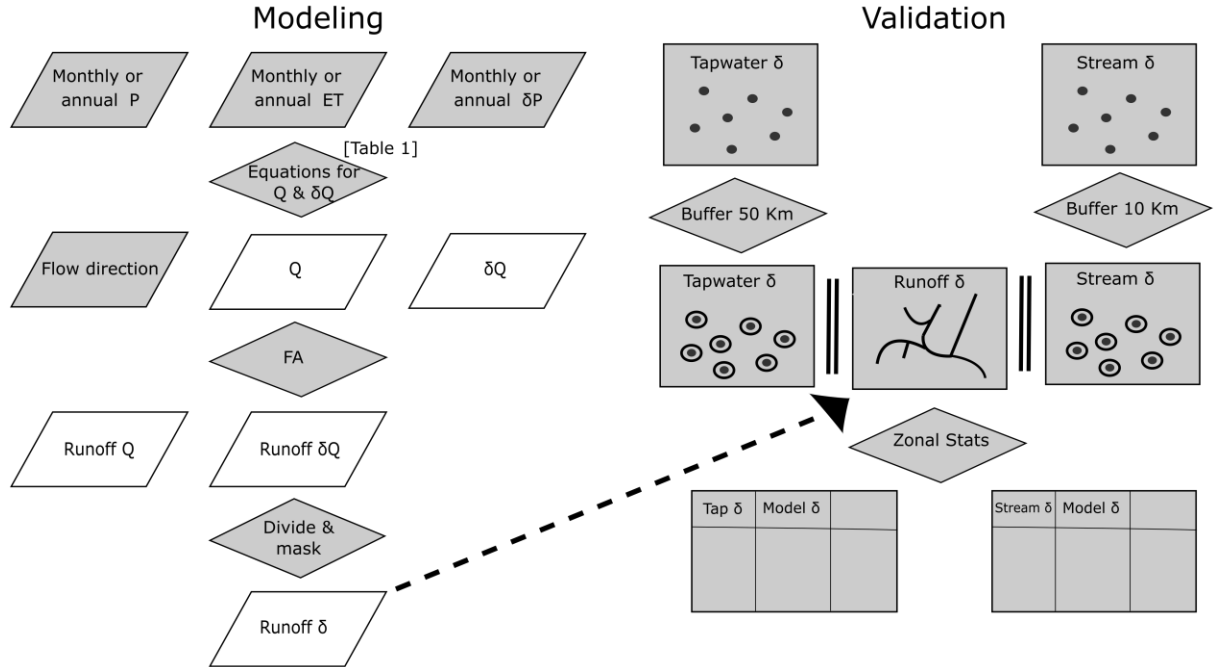 Modeling
Monthly or
annual P
Monthly or
annual ET
Monthly or
annual δP
[Table 1]
Equations for
Q & δQ
Flow direction
Q
δQ
FA
Runoff Q
Runoff δQ
Divide &
mask
Runoff δ
Validation
Tapwater δ
Stream δ
Buffer 50 Km
Buffer 10 Km
Tapwater δ
Runoff δ
Stream δ
Zonal Stats
Tap δ
Model δ
Stream δ
Model δ